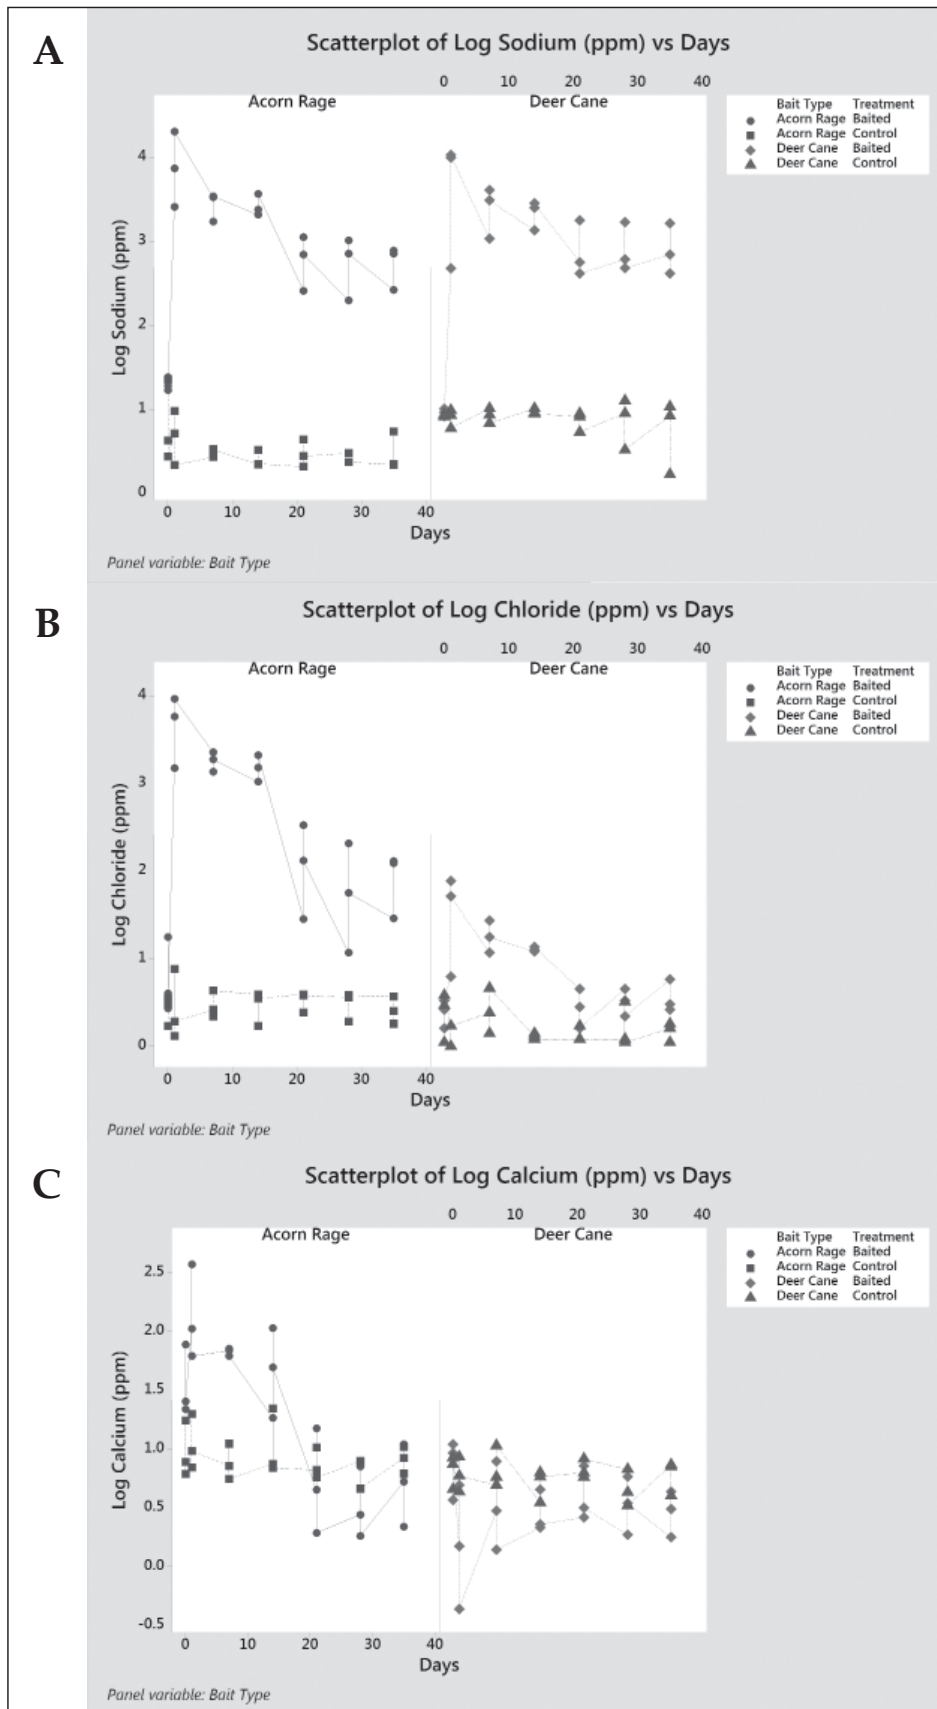 A
Scatterplot of Log Sodium (ppm) vs Days
0 10 20 30 40
Acorn Rage Deer Cane
Bait Type Treatment
Acorn Rage Baited
Acorn Rage Control
Deer Cane Baited
Deer Cane Control
4
3
2
1
0
Log Sodium (ppm)
0 10 20 30 40
Days
Panel variable: Bait Type
B
Scatterplot of Log Chloride (ppm) vs Days
0 10 20 30 40
Acorn Rage Deer Cane
Bait Type Treatment
Acorn Rage Baited
Acorn Rage Control
Deer Cane Baited
Deer Cane Control
4
3
2
1
0
Log Chloride (ppm)
0 10 20 30 40
Days
Panel variable: Bait Type
C
Scatterplot of Log Calcium (ppm) vs Days
0 10 20 30 40
Acorn Rage Deer Cane
Bait Type Treatment
Acorn Rage Baited
Acorn Rage Control
Deer Cane Baited
Deer Cane Control
2.5
2.0
1.5
1.0
0.5
0.0
-0.5
Log Calcium (ppm)
0 10 20 30 40
Days
Panel variable: Bait Type